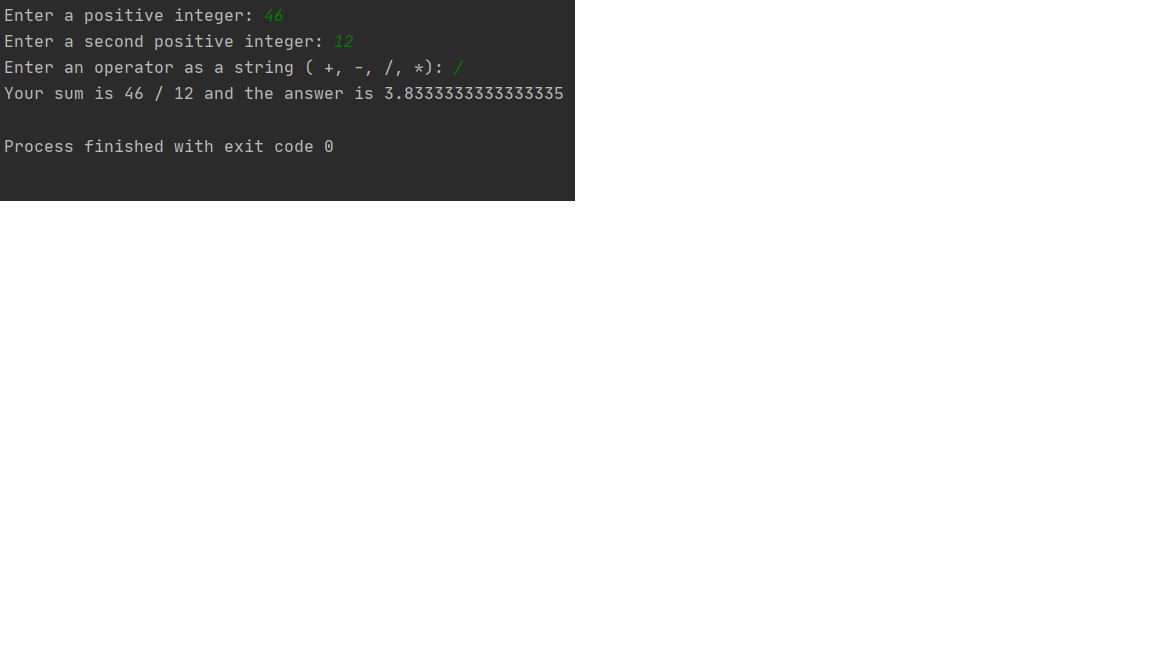 Enter a positive integer: 46
Enter a second positive integer: 12
Enter an operator as a string ( +, -, /, *): /
Your sum is 46 / 12 and the answer is 3.8333333333333335
Process finished with exit code 0